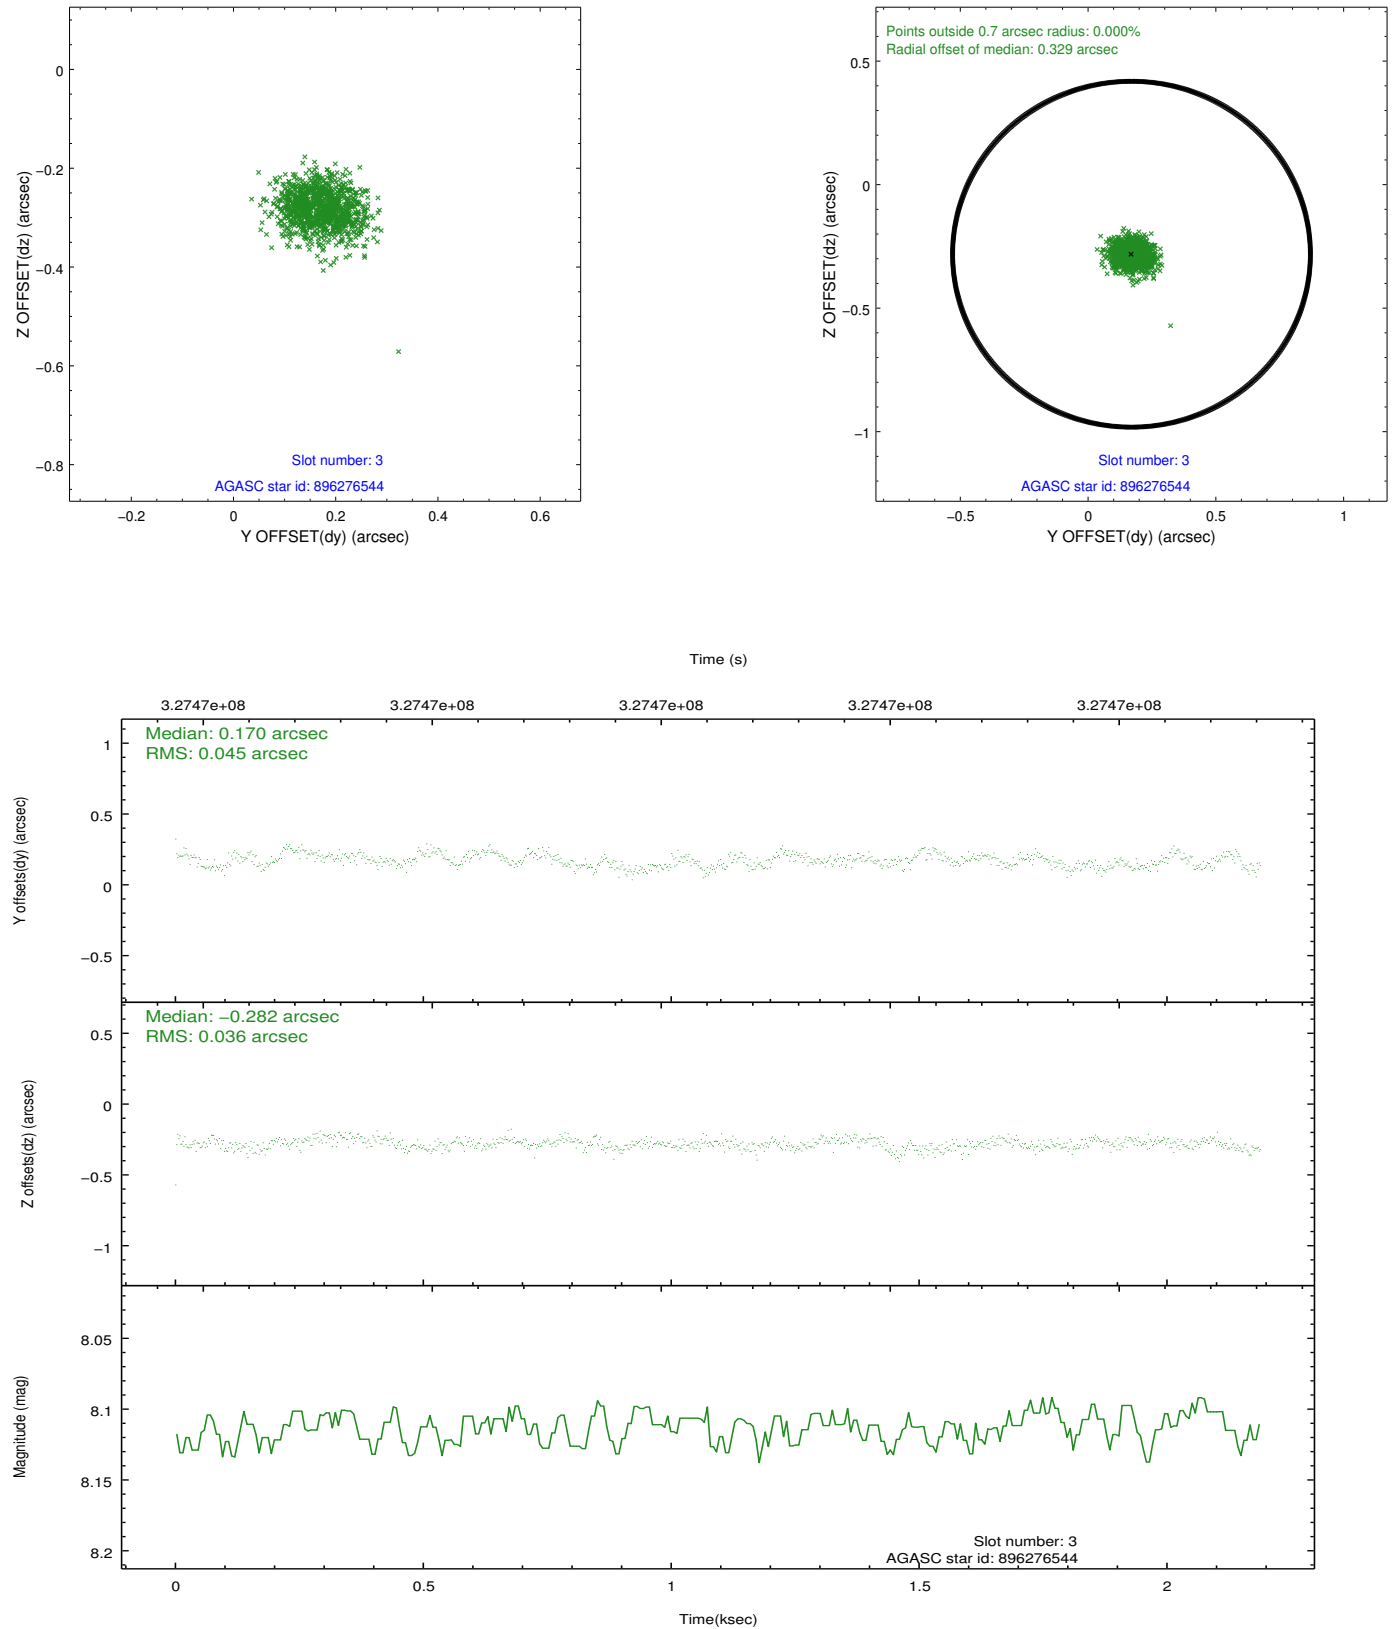 0
−0.2
−0.4
−0.6
−0.8
Z OFFSET(dz) (arcsec)
Slot number: 3
AGASC star id: 896276544
−0.2
0
0.2
0.4
0.6
Y OFFSET(dy) (arcsec)
Points outside 0.7 arcsec radius: 0.000%
Radial offset of median: 0.329 arcsec
0.5
0
−0.5
−1
Z OFFSET(dz) (arcsec)
Slot number: 3
AGASC star id: 896276544
−0.5
0
0.5
1
Y OFFSET(dy) (arcsec)
Time (s)
3.2747e+08
3.2747e+08
3.2747e+08
3.2747e+08
3.2747e+08
Median: 0.170 arcsec
RMS: 0.045 arcsec
1
0.5
0
−0.5
Y offsets(dy) (arcsec)
Median: −0.282 arcsec
RMS: 0.036 arcsec
0.5
0
−0.5
−1
Z offsets(dz) (arcsec)
8.05
8.1
8.15
8.2
Magnitude (mag)
Slot number: 3
AGASC star id: 896276544
0
0.5
1
1.5
2
Time(ksec)